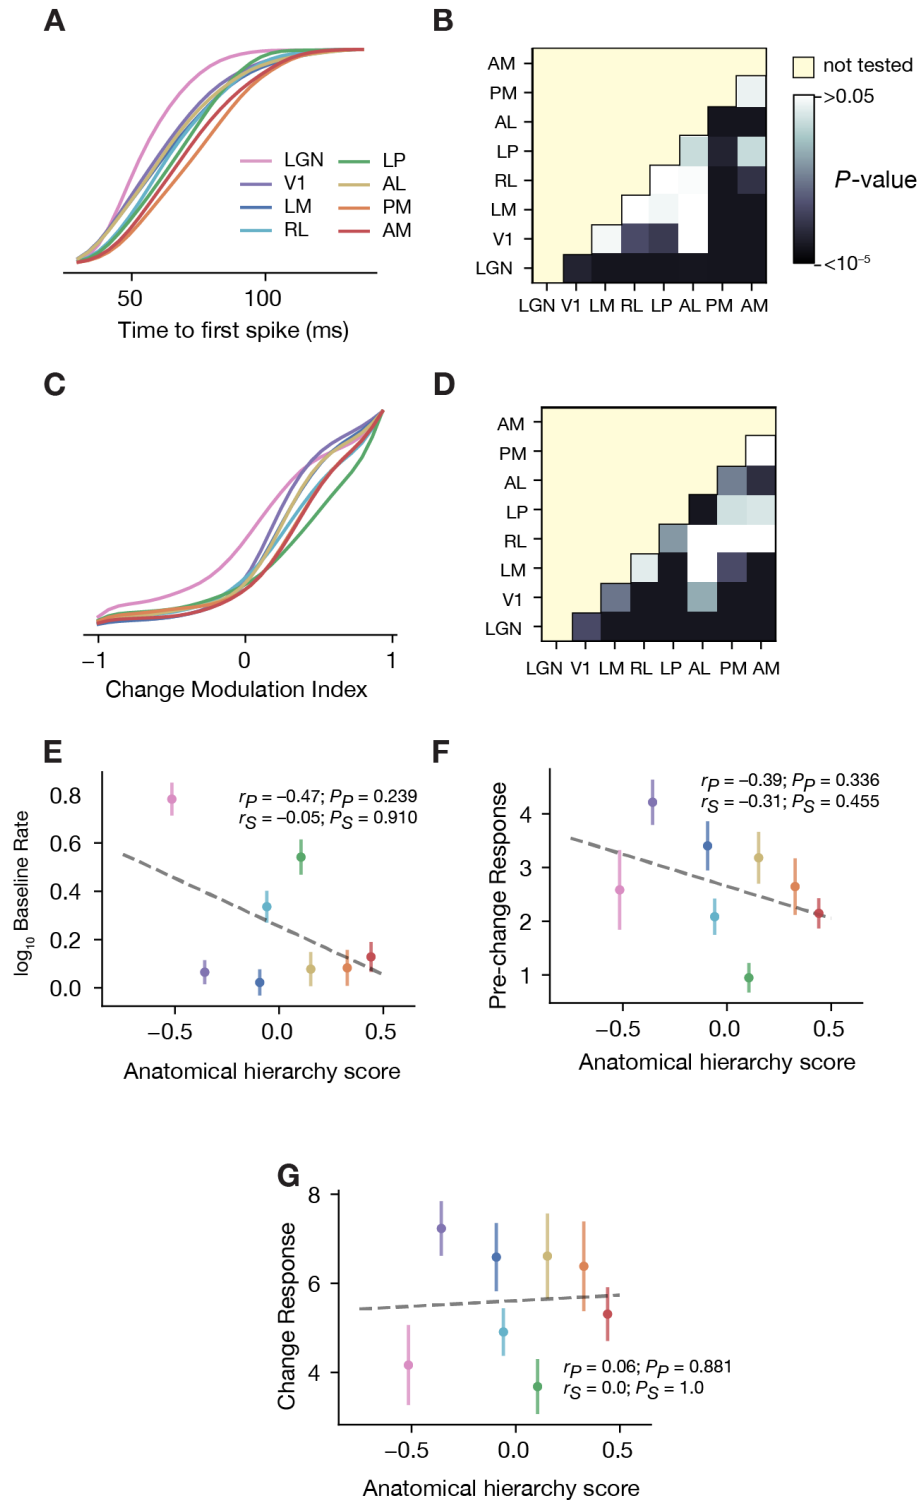 A
LGN
V1
LM
RL
LP
AL
PM
AM
50 100
Time to first spike (ms)
B
AM
PM
AL
LP
RL
LM
V1
LGN
LGN V1 LM RL LP AL PM AM
not tested
>0.05
P-value
<10⁻⁵
C
−1 0 1
Change Modulation Index
D
AM
PM
AL
LP
RL
LM
V1
LGN
LGN V1 LM RL LP AL PM AM
E
rP = −0.47; PP = 0.239
rS = −0.05; PS = 0.910
0.8
0.6
0.4
0.2
0.0
log₁₀ Baseline Rate
−0.5 0.0 0.5
Anatomical hierarchy score
F
rP = −0.39; PP = 0.336
rS = −0.31; PS = 0.455
4
3
2
1
Pre-change Response
−0.5 0.0 0.5
Anatomical hierarchy score
G
8
6
4
Change Response
rP = 0.06; PP = 0.881
rS = 0.0; PS = 1.0
−0.5 0.0 0.5
Anatomical hierarchy score